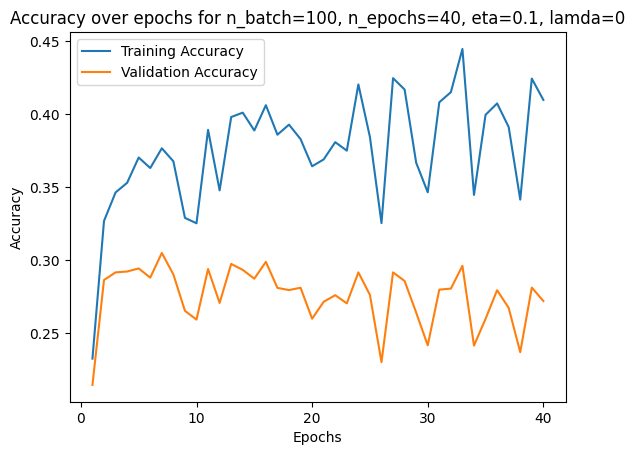 Accuracy over epochs for n_batch=100, n_epochs=40, eta=0.1, lamda=0
0.45
Training Accuracy
Validation Accuracy
0.40
0.35
Accuracy
0.30
0.25
0
10
20
30
40
Epochs